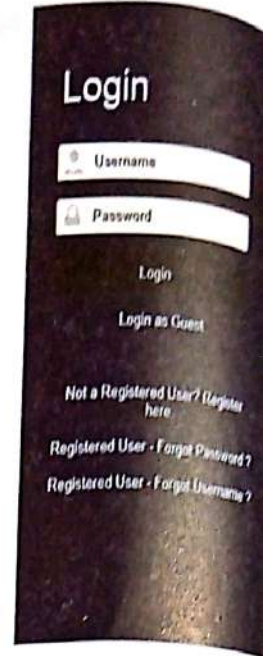 Login
Username
Password
Login
Login as Guest
Not a Registered User? Register
here
Registered User - Forgot Password ?
Registered User - Forgot Username ?